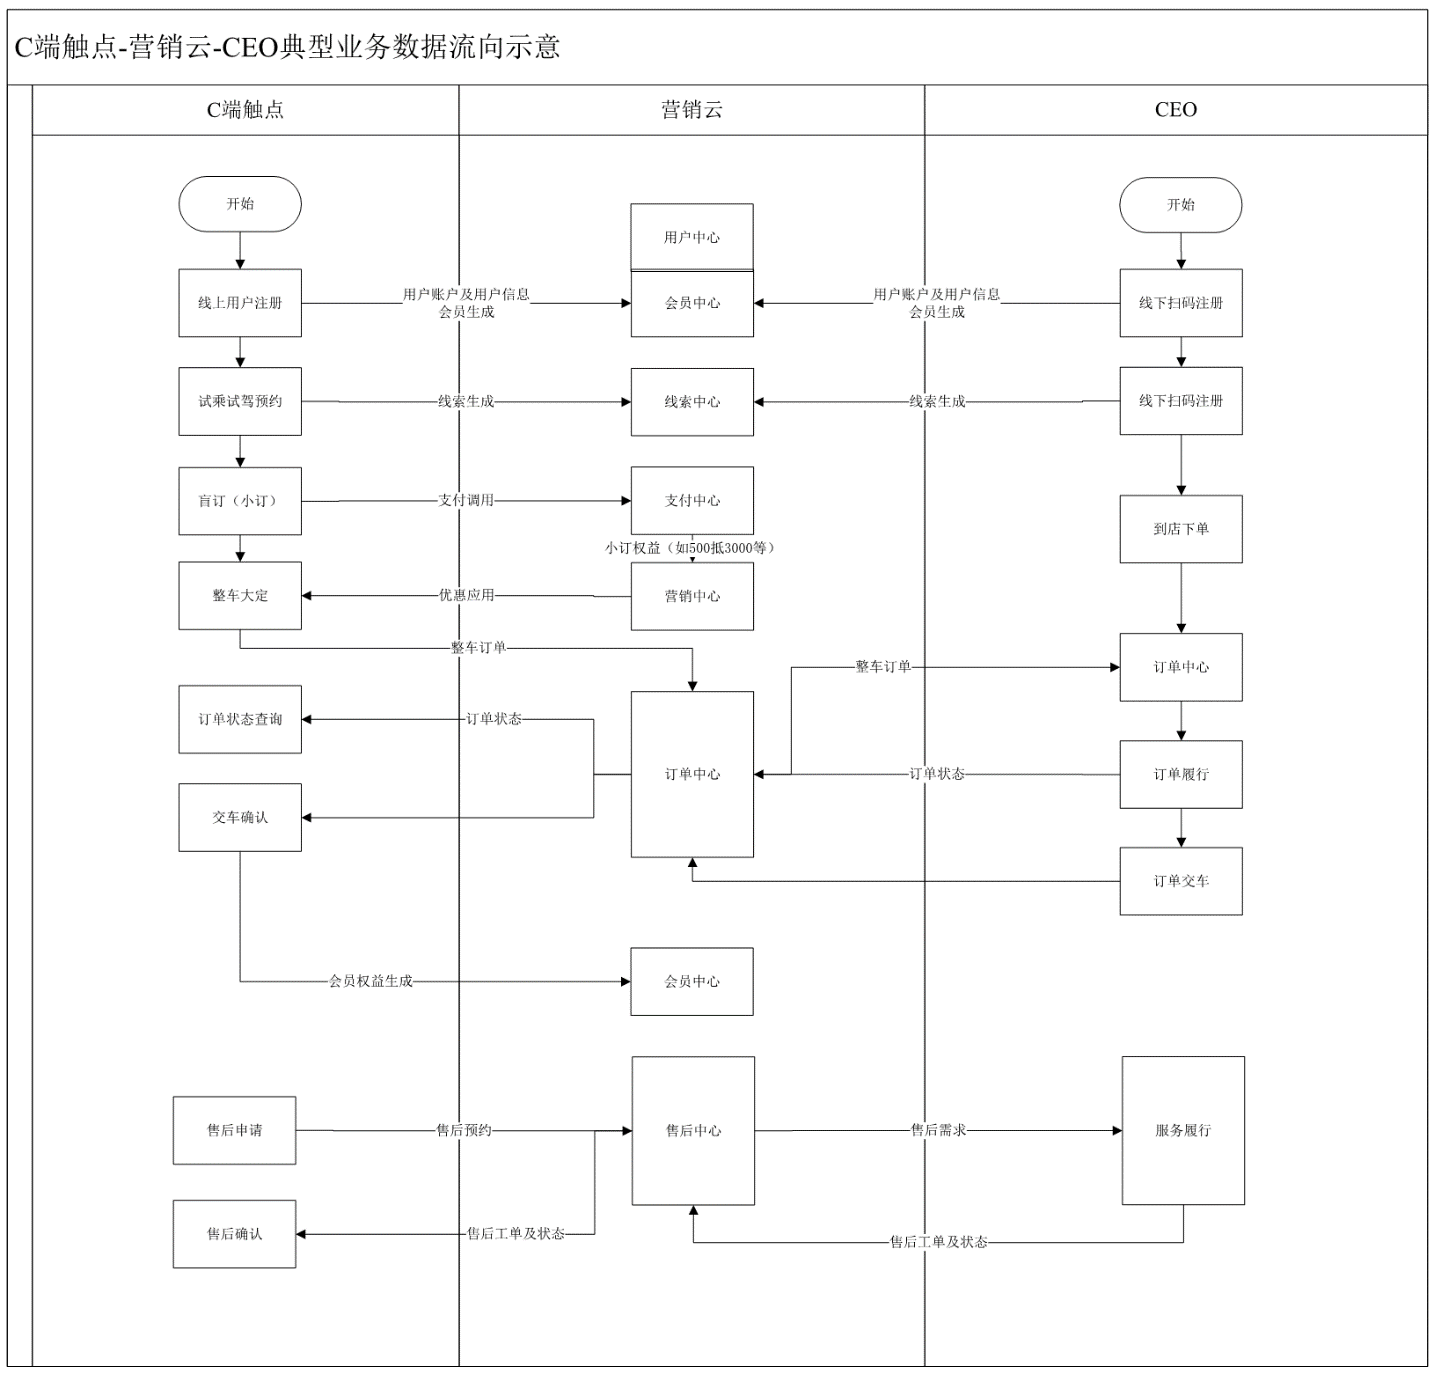 C端触点-营销云-CEO典型业务数据流向示意
C端触点
营销云
CEO
开始
开始
用户中心
线上用户注册
用户账户及用户信息
会员生成
会员中心
用户账户及用户信息
会员生成
线下扫码注册
试乘试驾预约
线索生成
线索中心
线索生成
线下扫码注册
盲订（小订）
支付调用
支付中心
到店下单
小订权益（如500抵3000等）
整车大定
优惠应用
营销中心
整车订单
整车订单
订单中心
订单状态查询
订单状态
订单中心
订单状态
订单履行
交车确认
订单交车
会员权益生成
会员中心
售后申请
售后预约
售后中心
售后需求
服务履行
售后确认
售后工单及状态
售后工单及状态